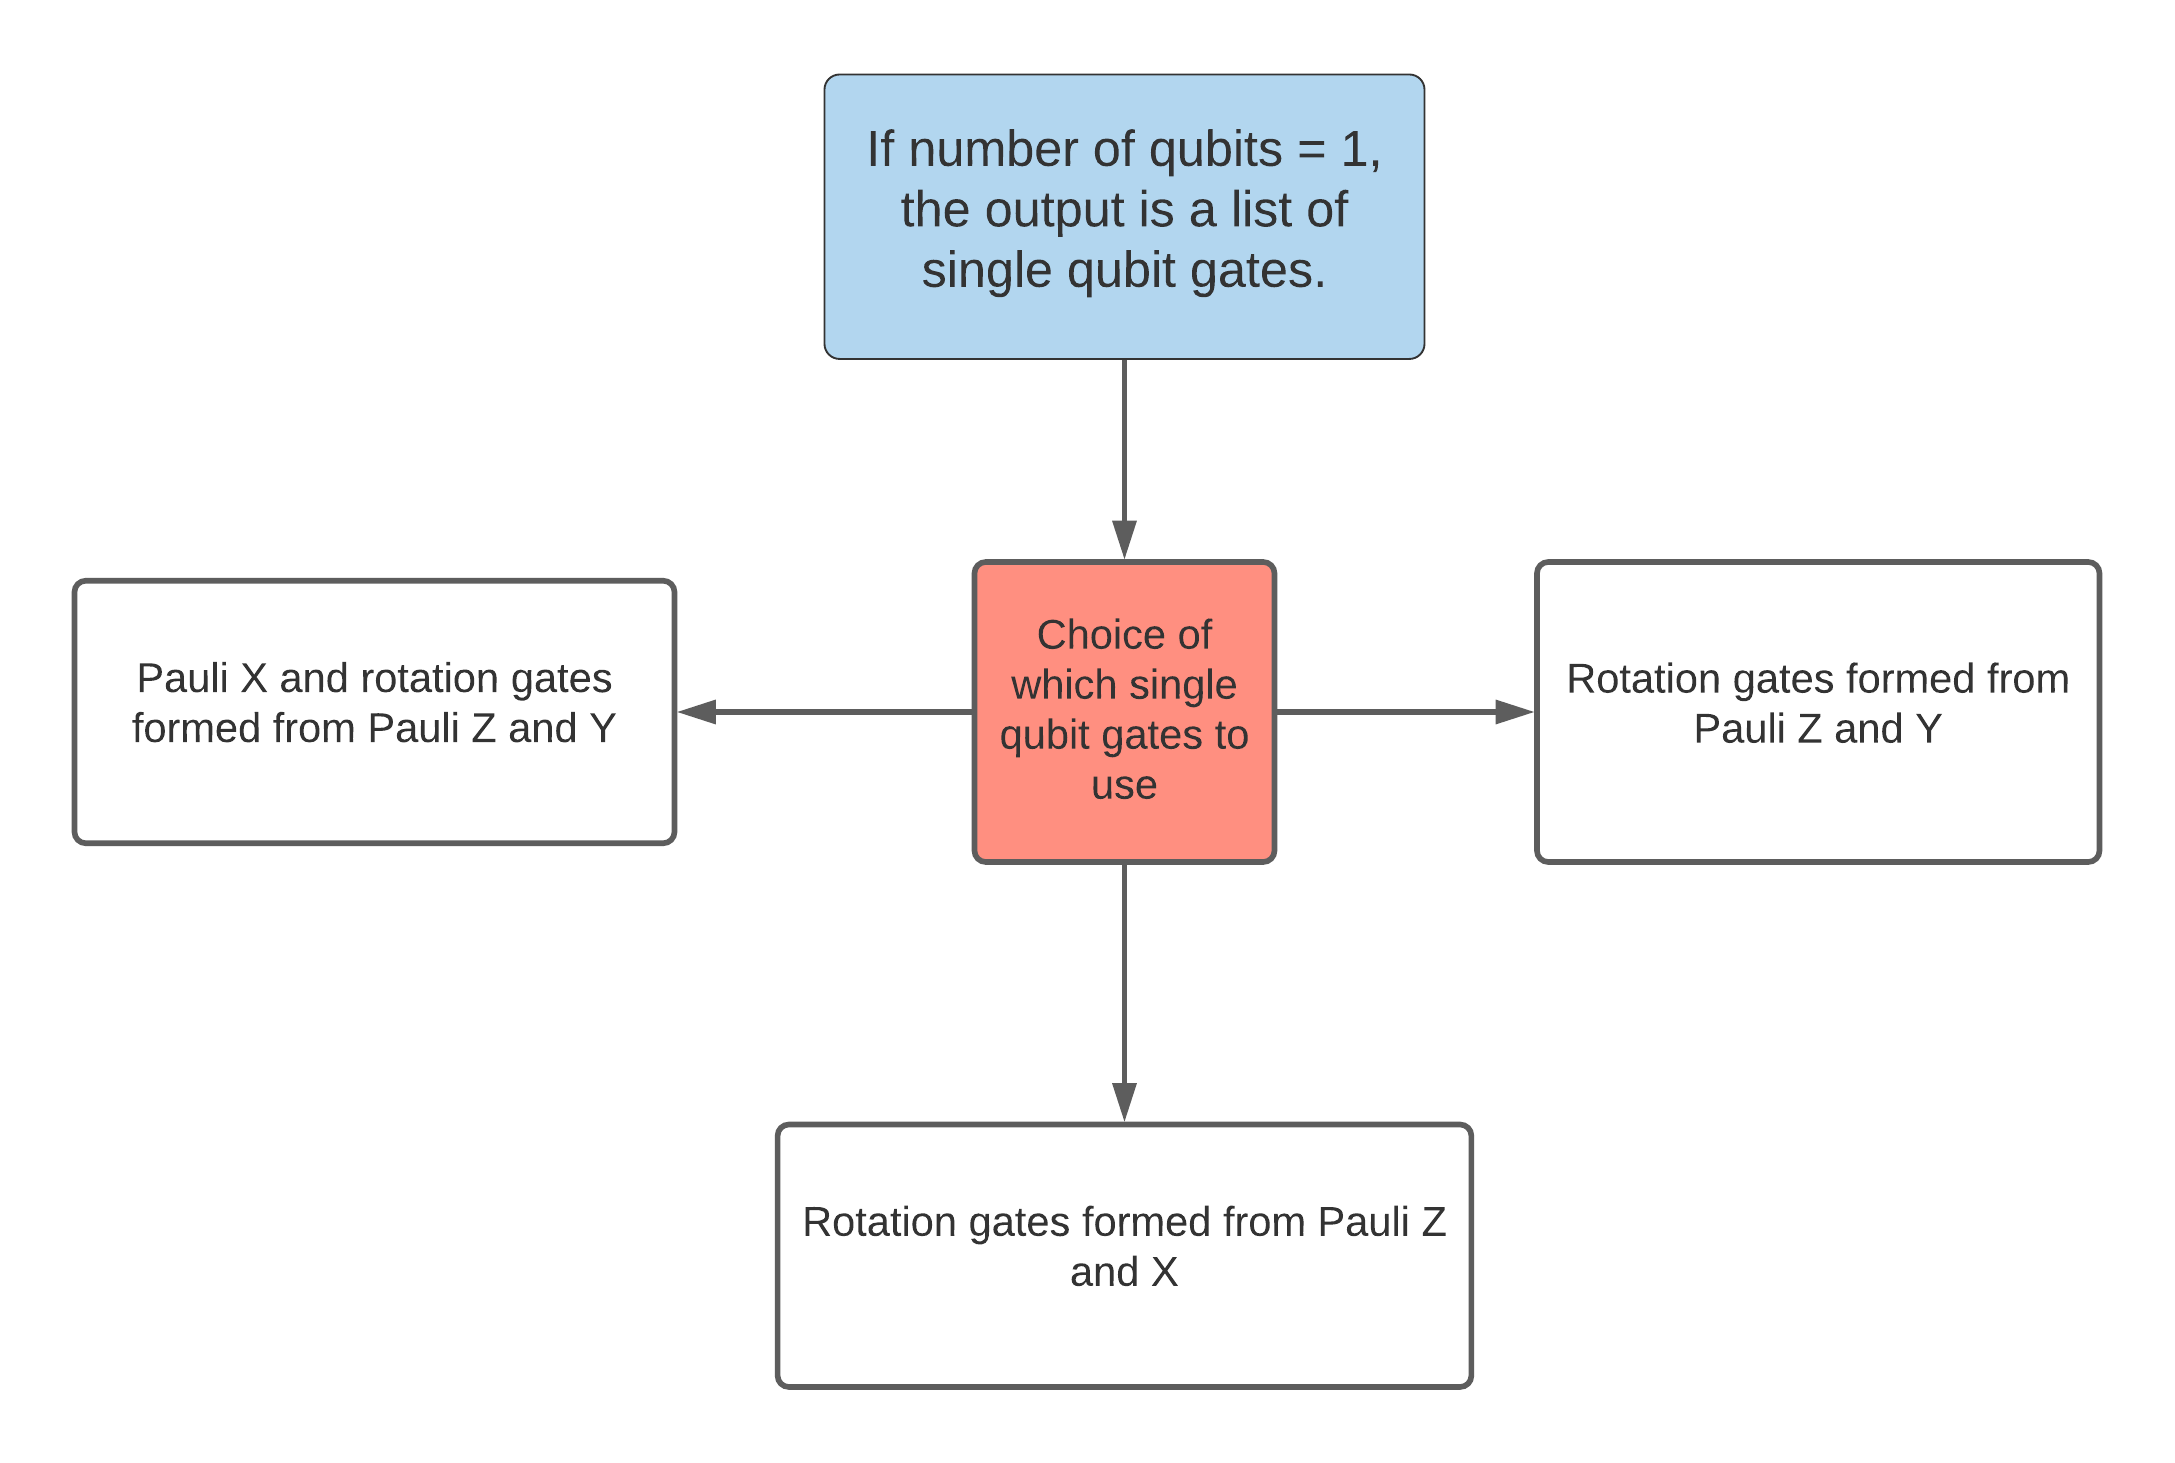 If number of qubits = 1,
the output is a list of
single qubit gates.
Pauli X and rotation gates
formed from Pauli Z and Y
Choice of
which single
qubit gates to
use
Rotation gates formed from
Pauli Z and Y
Rotation gates formed from Pauli Z
and X